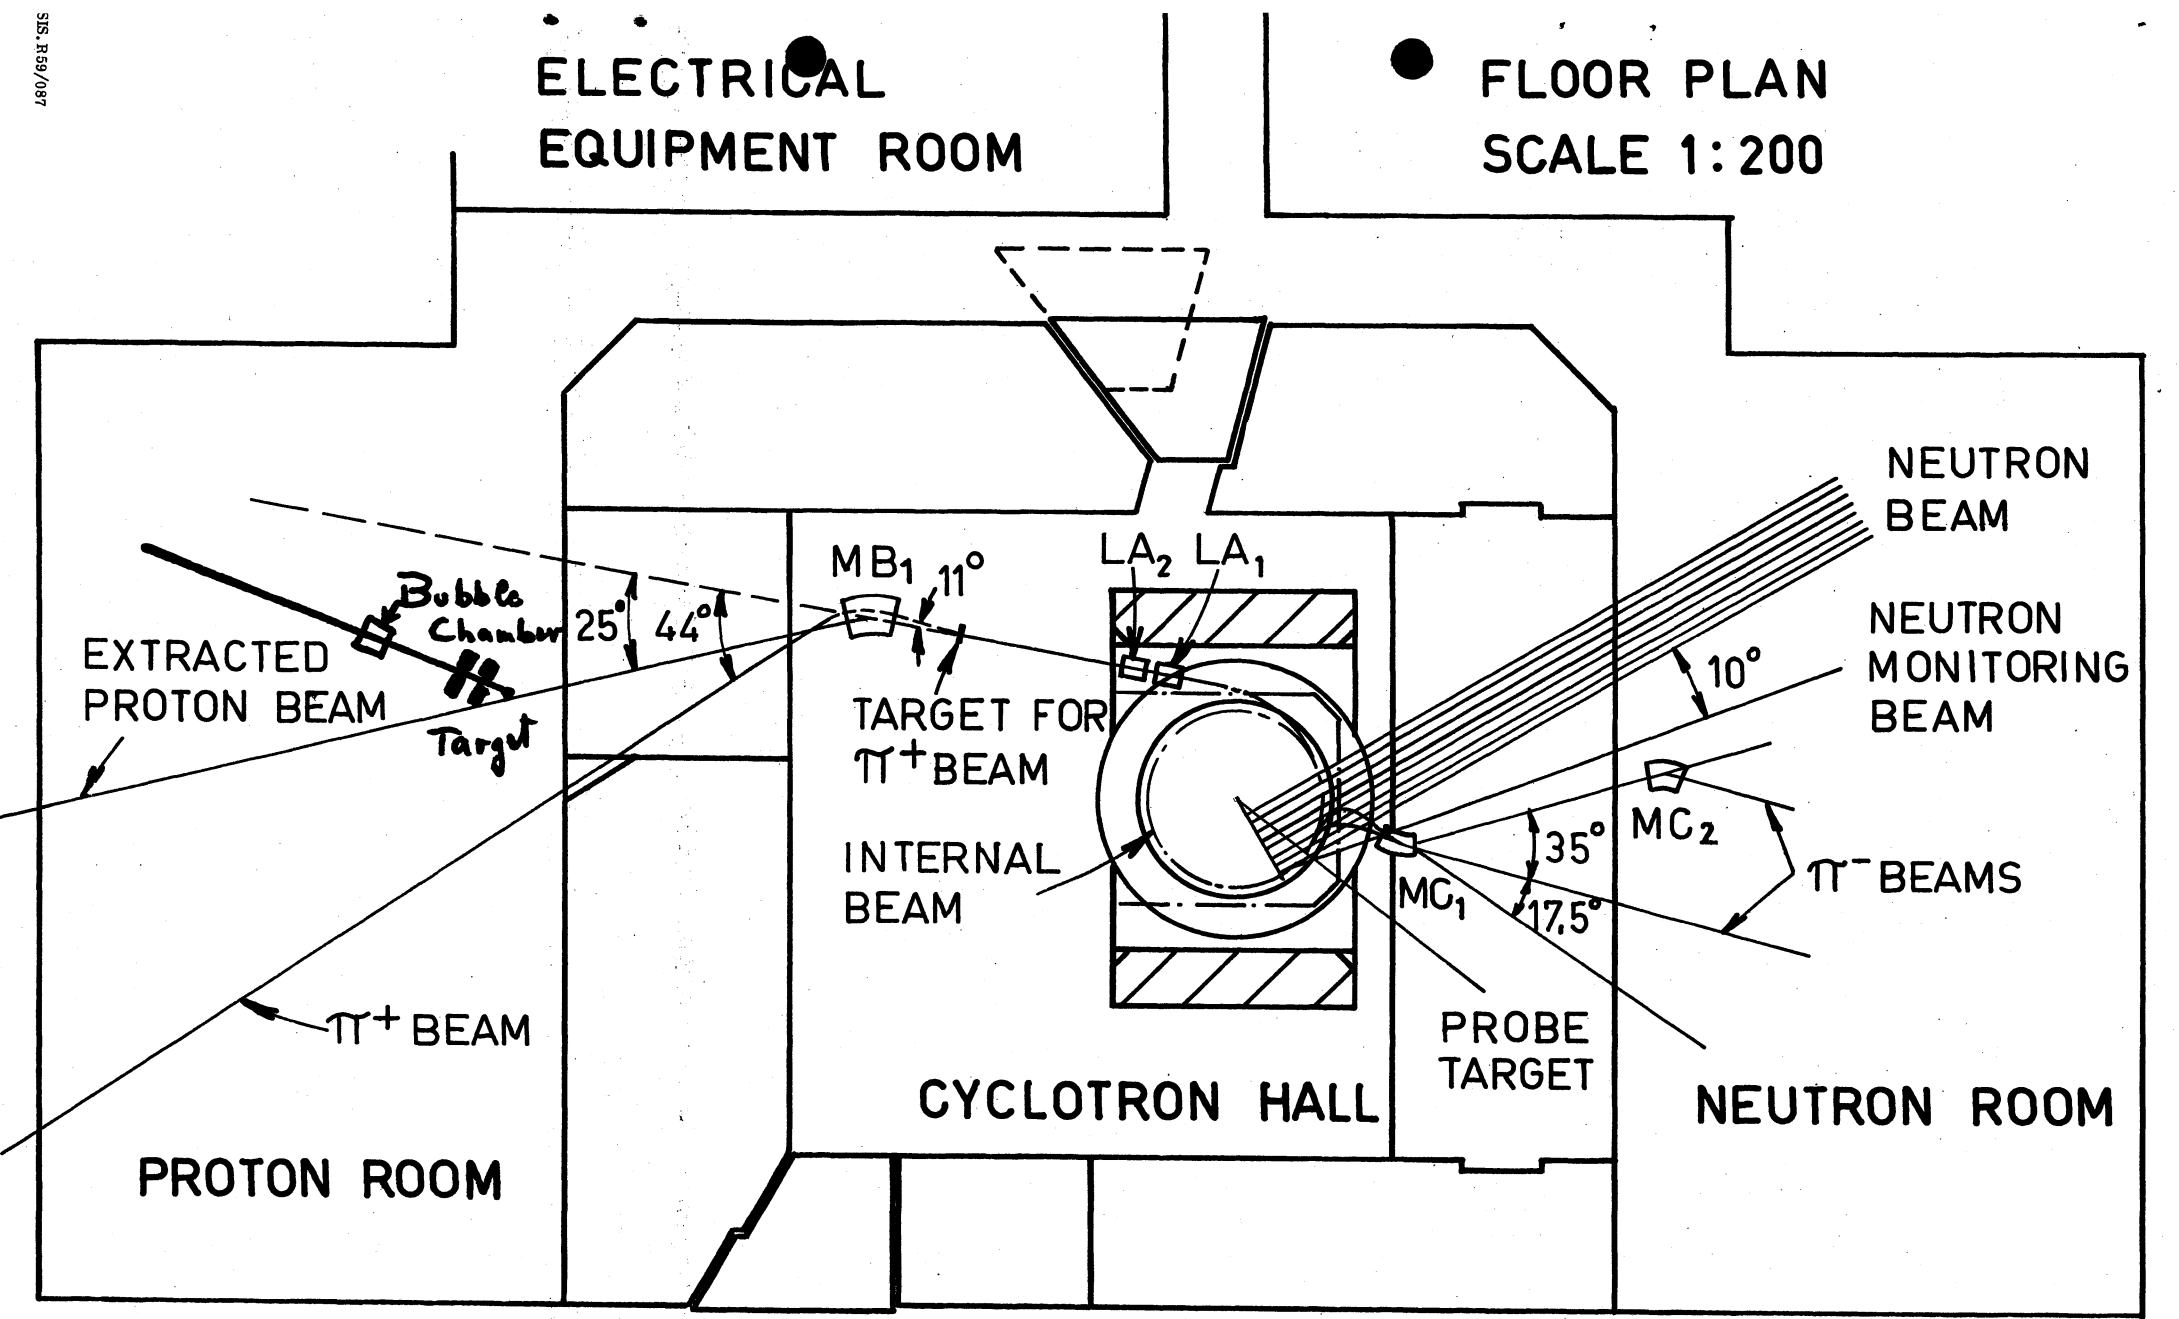 SIS. R59/087
ELECTRICAL
EQUIPMENT ROOM
FLOOR PLAN
SCALE 1:200
NEUTRON
BEAM
NEUTRON
MONITORING
BEAM
10°
MC2
35°
π⁻ BEAMS
MC1
17,5°
PROBE
TARGET
NEUTRON ROOM
LA2
LA1
MB1
11°
25°
44°
TARGET FOR
π⁺ BEAM
INTERNAL
BEAM
CYCLOTRON HALL
Bubble
Chamber
Target
EXTRACTED
PROTON BEAM
π⁺ BEAM
PROTON ROOM